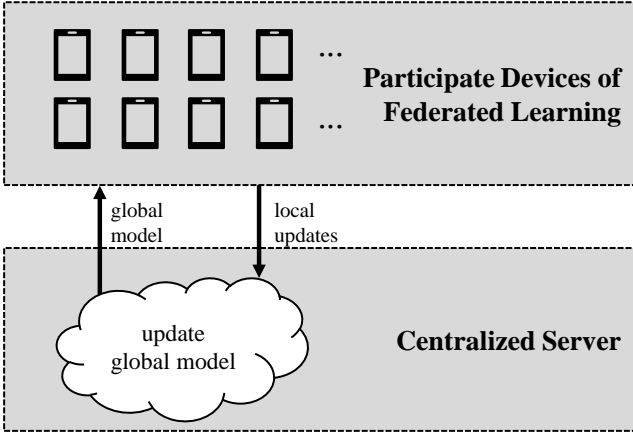 ...
Participate Devices of
Federated Learning
...
global
model
local
updates
update
global model
Centralized Server